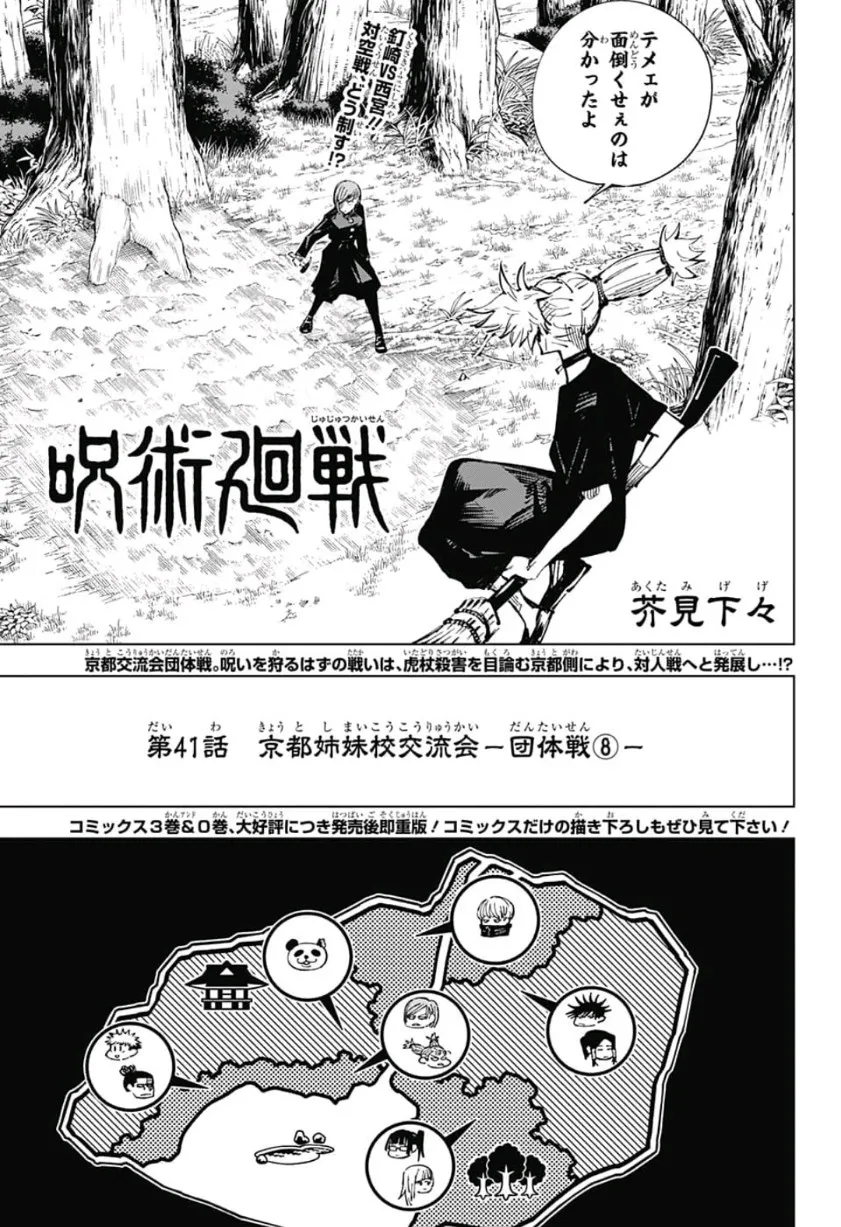 テメェが
面倒くせぇのは
分かったよ
釘崎VS西宮!!
対空戦、どう制す!?
呪術廻戦
芥見下々
京都交流会団体戦。呪いを狩るはずの戦いは、虎杖殺害を目論む京都側により、対人戦へと発展し…!?
第41話 京都姉妹校交流会－団体戦⑧－
コミックス3巻&0巻、大好評につき発売後即重版!コミックスだけの描き下ろしもぜひ見て下さい!